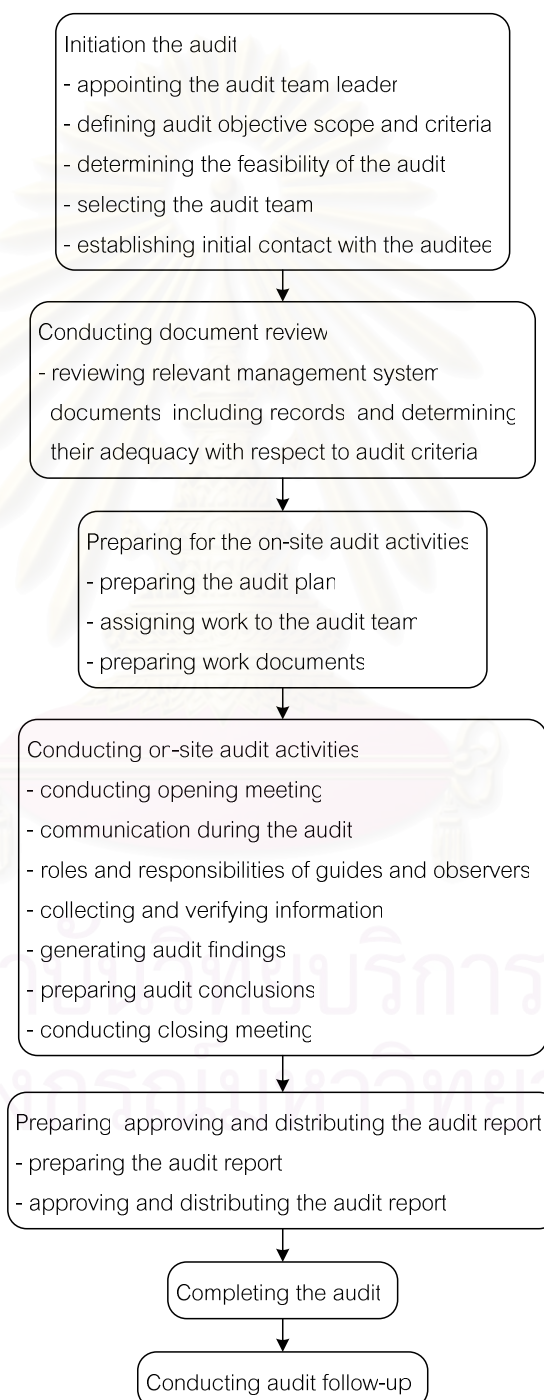 Initiation the audit
- appointing the audit team leader
- defining audit objective scope and criteria
- determining the feasibility of the audit
- selecting the audit team
- establishing initial contact with the auditee
Conducting document review
- reviewing relevant management system
documents including records and determining
their adequacy with respect to audit criteria
Preparing for the on-site audit activities
- preparing the audit plan
- assigning work to the audit team
- preparing work documents
Conducting or-site audit activities
- conducting opening meeting
- communication during the audit
- roles and responsibilities of guides and observers
- collecting and verifying information
- generating audit findings
- preparing audit conclusions
- conducting closing meeting
Preparing approving and distributing the audit report
- preparing the audit report
- approving and distributing the audit report
Completing the audit
Conducting audit follow-up